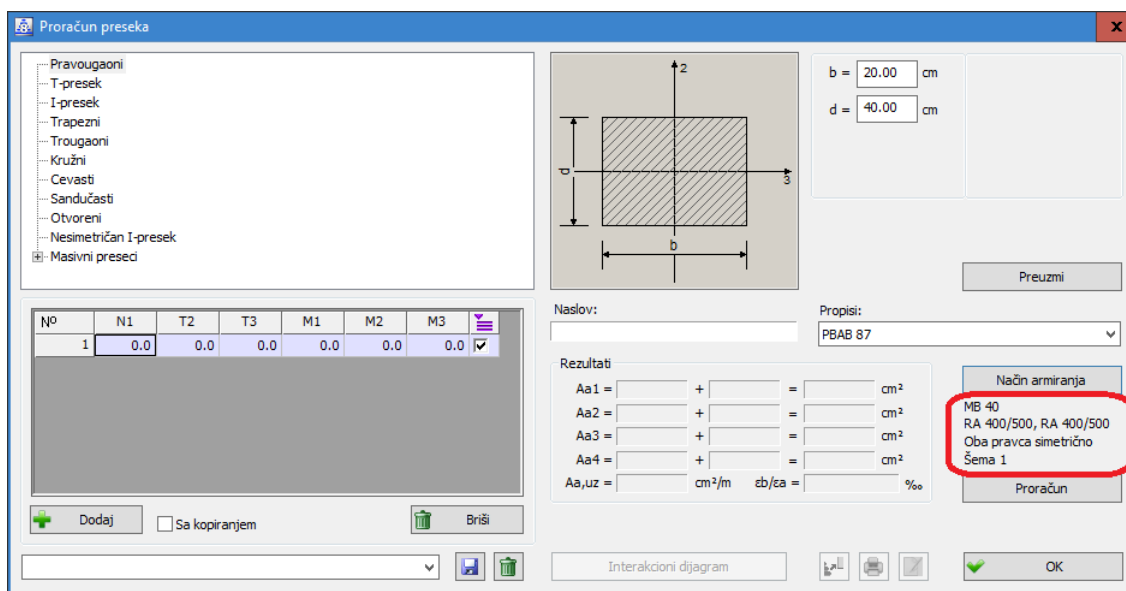 Proračun preseka
Pravougaoni
T-presek
I-presek
Trapezni
Trougaoni
Kružni
Cevasti
Sandučasti
Otvoreni
Nesimetričan I-presek
Masivni preseci
2
3
d
b
b = 20.00 cm
d = 40.00 cm
Preuzmi
Nº N1 T2 T3 M1 M2 M3
1 0.0 0.0 0.0 0.0 0.0 0.0
Dodaj
Sa kopiranjem
Briši
Naslov:
Propisi:
PBAB 87
Rezultati
Aa1 = + = cm²
Aa2 = + = cm²
Aa3 = + = cm²
Aa4 = + = cm²
Aa,uz = cm²/m εb/εa = ‰
Način armiranja
MB 40
RA 400/500, RA 400/500
Oba pravca simetrično
Šema 1
Proračun
Interakcioni dijagram
OK